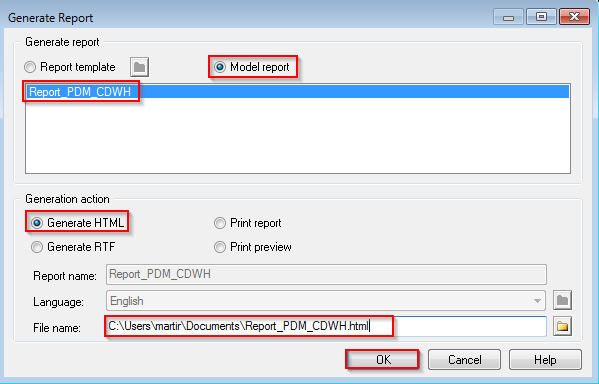 Generate Report
Generate report
Report template
Model report
Report_PDM_CDWH
Generation action
Generate HTML
Print report
Generate RTF
Print preview
Report name: Report_PDM_CDWH
Language: English
File name: C:\Users\martir\Documents\Report_PDM_CDWH.html
OK
Cancel
Help